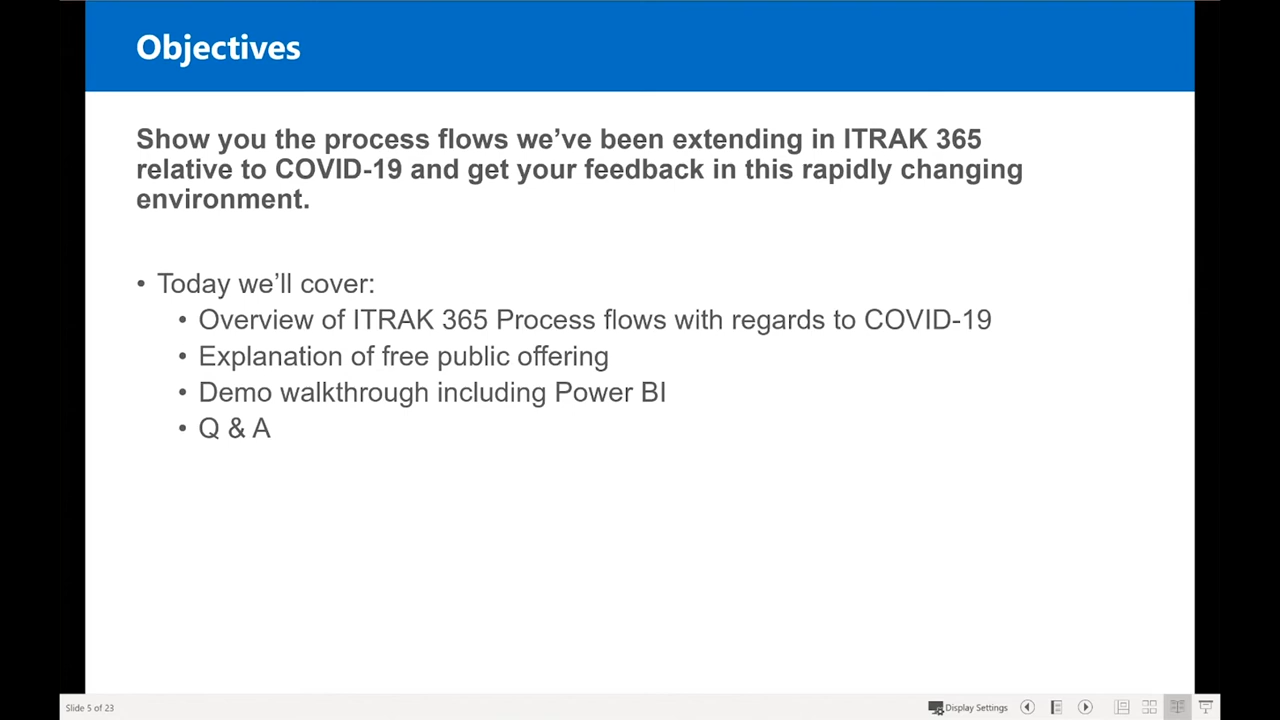 Objectives
Show you the process flows we've been extending in ITRAK 365
relative to COVID-19 and get your feedback in this rapidly changing
environment.
• Today we'll cover:
• Overview of ITRAK 365 Process flows with regards to COVID-19
• Explanation of free public offering
• Demo walkthrough including Power BI
• Q & A
Slide 5 of 23
Display Settings